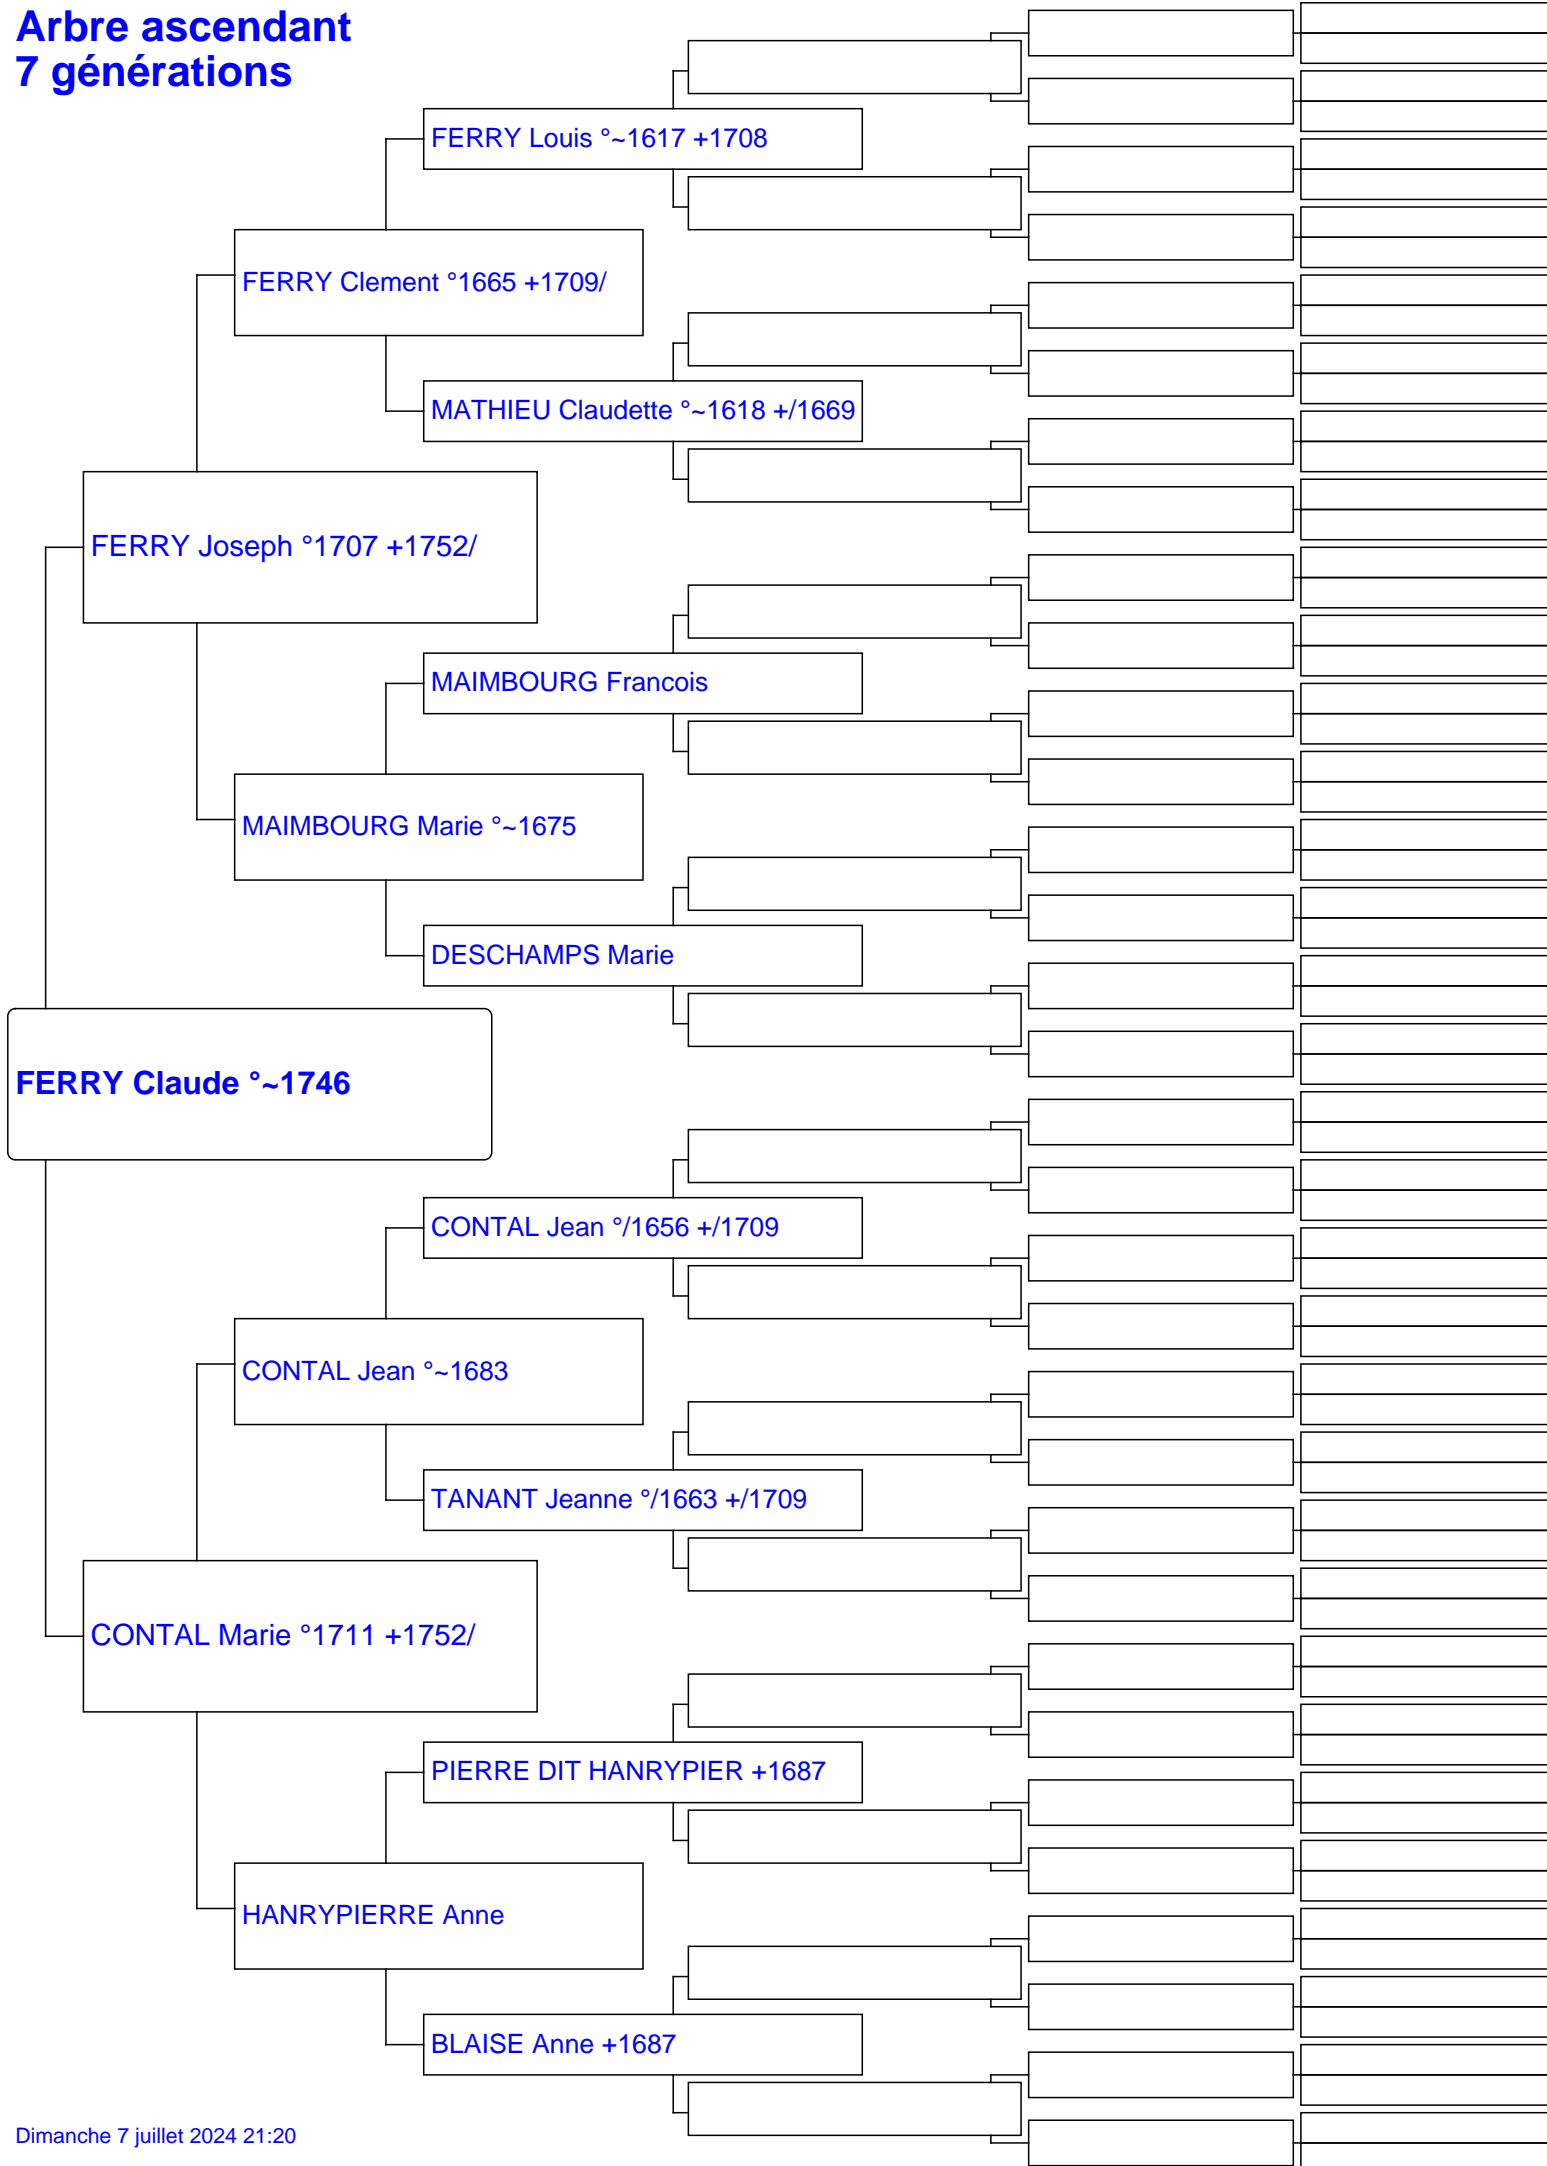 Arbre ascendant
7 générations
FERRY Louis °~1617 +1708
FERRY Clement °1665 +1709/
MATHIEU Claudette °~1618 +/1669
FERRY Joseph °1707 +1752/
MAIMBOURG Francois
MAIMBOURG Marie °~1675
DESCHAMPS Marie
FERRY Claude °~1746
CONTAL Jean °/1656 +/1709
CONTAL Jean °~1683
TANANT Jeanne °/1663 +/1709
CONTAL Marie °1711 +1752/
PIERRE DIT HANRYPIER +1687
HANRYPIERRE Anne
BLAISE Anne +1687
Dimanche 7 juillet 2024 21:20